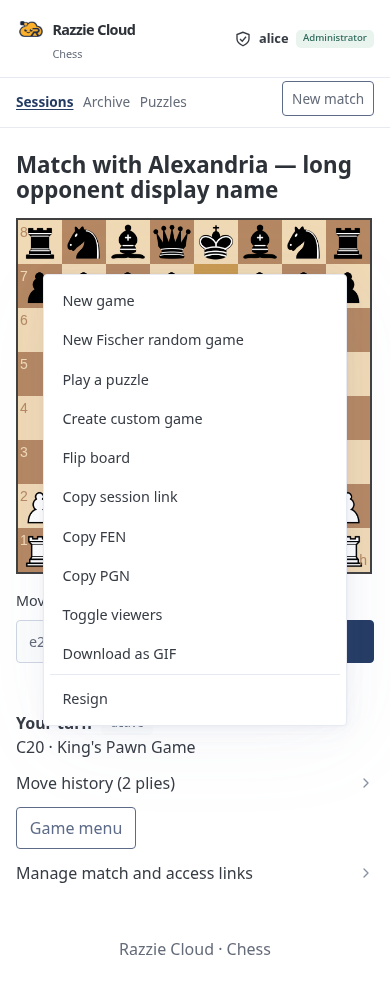 Razzie Cloud
Chess
alice Administrator
Sessions Archive Puzzles New match
Match with Alexandria — long
opponent display name
8
7
6
5
4
3
2
1
h
New game
New Fischer random game
Play a puzzle
Create custom game
Flip board
Copy session link
Copy FEN
Copy PGN
Toggle viewers
Download as GIF
Resign
Mov
e2
Your turn
C20 · King's Pawn Game
Move history (2 plies)
Game menu
Manage match and access links
Razzie Cloud · Chess